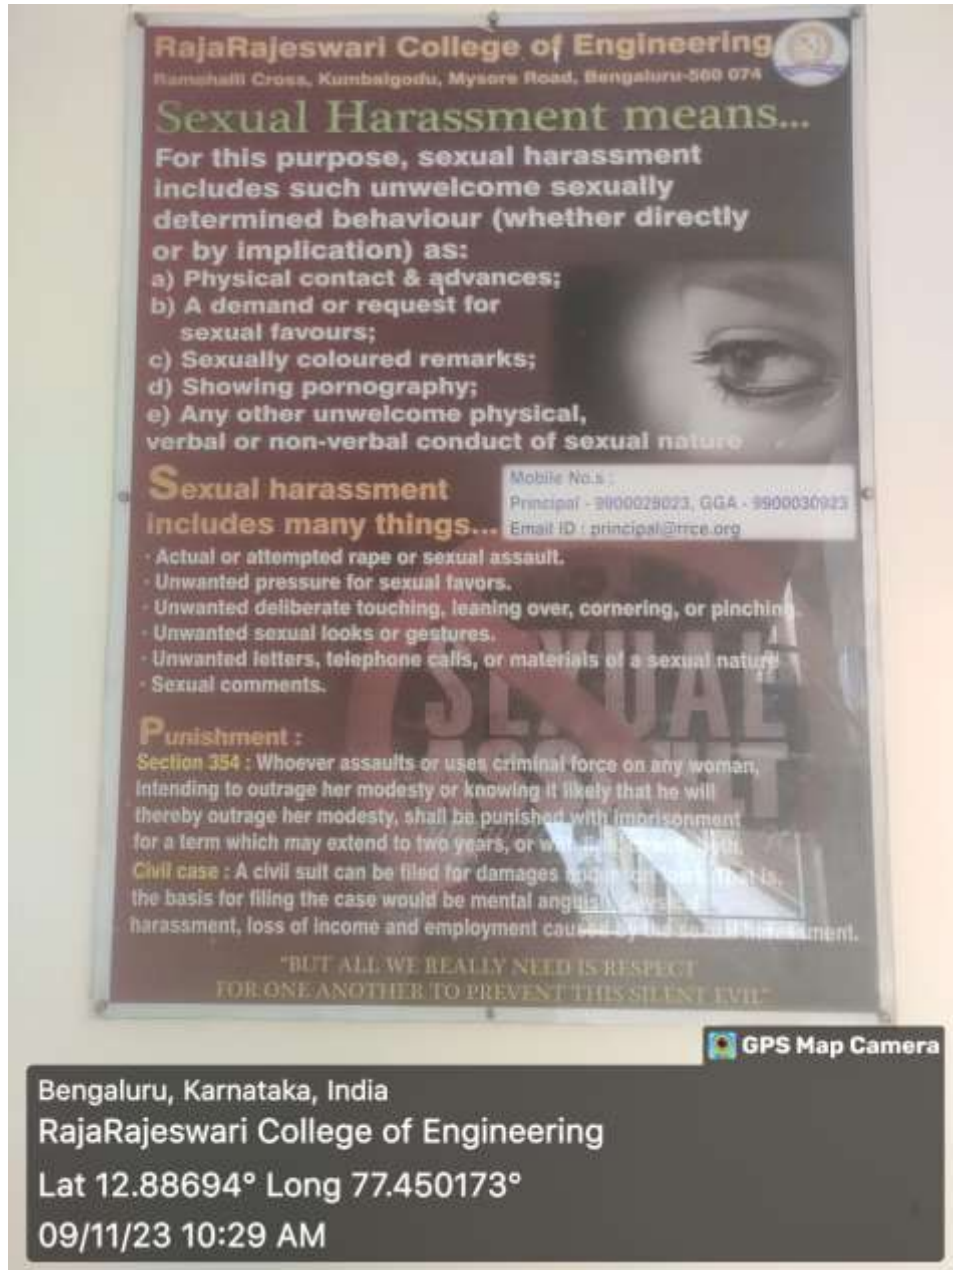 RajaRajeswari College of Engineering
Ramohalli Cross, Kumbalgodu, Mysore Road, Bengaluru-560 074
Sexual Harassment means...
For this purpose, sexual harassment
includes such unwelcome sexually
determined behaviour (whether directly
or by implication) as:
a) Physical contact & advances;
b) A demand or request for
sexual favours;
c) Sexually coloured remarks;
d) Showing pornography;
e) Any other unwelcome physical,
verbal or non-verbal conduct of sexual nature
Sexual harassment
includes many things...
Mobile No.s :
Principal - 9900029023, GGA - 9900030923
Email ID : principal@rrce.org
· Actual or attempted rape or sexual assault.
· Unwanted pressure for sexual favors.
· Unwanted deliberate touching, leaning over, cornering, or pinching.
· Unwanted sexual looks or gestures.
· Unwanted letters, telephone calls, or materials of a sexual nature
· Sexual comments.
SEXUAL
ASSAULT
Punishment :
Section 354 : Whoever assaults or uses criminal force on any woman,
intending to outrage her modesty or knowing it likely that he will
thereby outrage her modesty, shall be punished with imprisonment
for a term which may extend to two years, or
Civil case : A civil suit can be filed for damages That is,
the basis for filing the case would be mental
harassment, loss of income and employment caused by the sexual harassment.
"BUT ALL WE REALLY NEED IS RESPECT
FOR ONE ANOTHER TO PREVENT THIS SILENT EVIL"
GPS Map Camera
Bengaluru, Karnataka, India
RajaRajeswari College of Engineering
Lat 12.88694° Long 77.450173°
09/11/23 10:29 AM